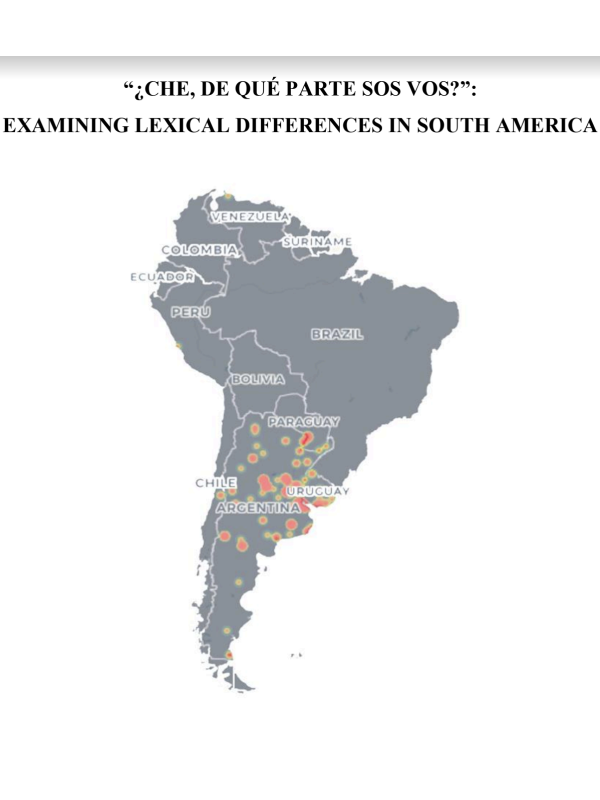 “¿CHE, DE QUÉ PARTE SOS VOS?”:
EXAMINING LEXICAL DIFFERENCES IN SOUTH AMERICA
VENEZUELA
SURINAME
COLOMBIA
ECUADOR
PERU
BRAZIL
BOLIVIA
PARAGUAY
CHILE
URUGUAY
ARGENTINA